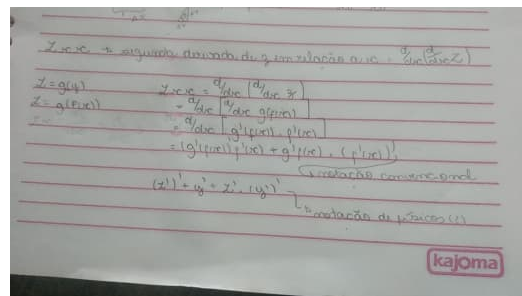 Zxx → segunda derivada de z em relação a x = d/dx (d/dx Z)
Z = g(y)
Z = g(f(x))
Zxx = d/dx [d/dx z]
= d/dx [d/dx g(f(x))]
= d/dx [g'(f(x)) . f'(x)]
= (g'(f(x)))' f'(x) + g'f(x) . (f'(x))'
→ notação convencional
(z')' + y' + z' . (y')'
→ notação de físicos (?)
kajoma